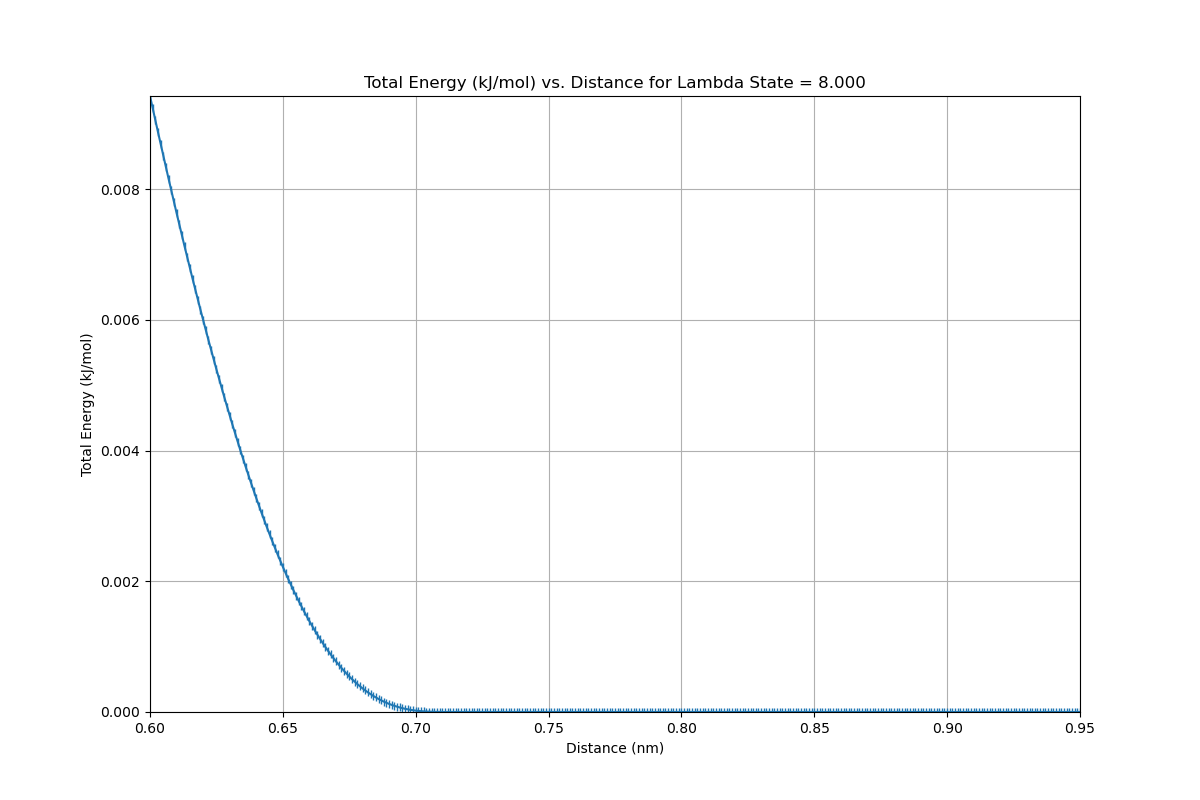 Total Energy (kJ/mol) vs. Distance for Lambda State = 8.000
Total Energy (kJ/mol)
0.008
0.006
0.004
0.002
0.000
0.60 0.65 0.70 0.75 0.80 0.85 0.90 0.95
Distance (nm)